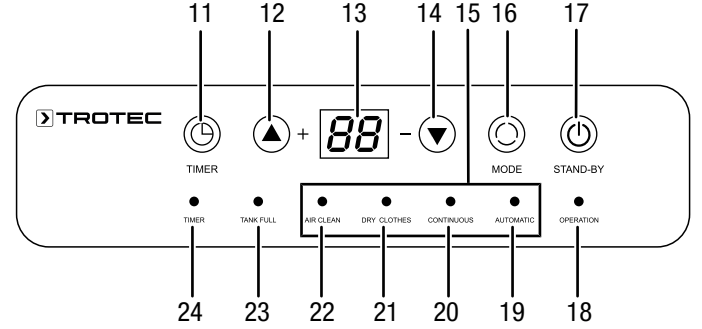 11 12 13 14 15 16 17
TROTEC
+ 88 -
TIMER MODE STAND-BY
TIMER TANK FULL AIR CLEAN DRY CLOTHES CONTINUOUS AUTOMATIC OPERATION
24 23 22 21 20 19 18